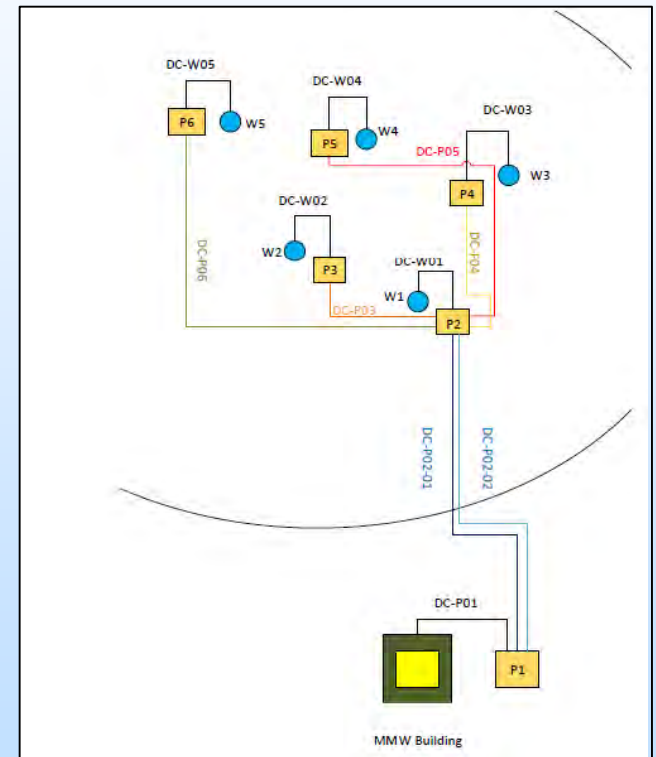 DC-W05
DC-W04
DC-W03
P6
W5
P5
W4
DC-P05
P4
W3
DC-W02
W2
P3
DC-W01
DC-P04
DC-P06
W1
DC-P03
P2
DC-P02-01
DC-P02-02
DC-P01
P1
MMW Building